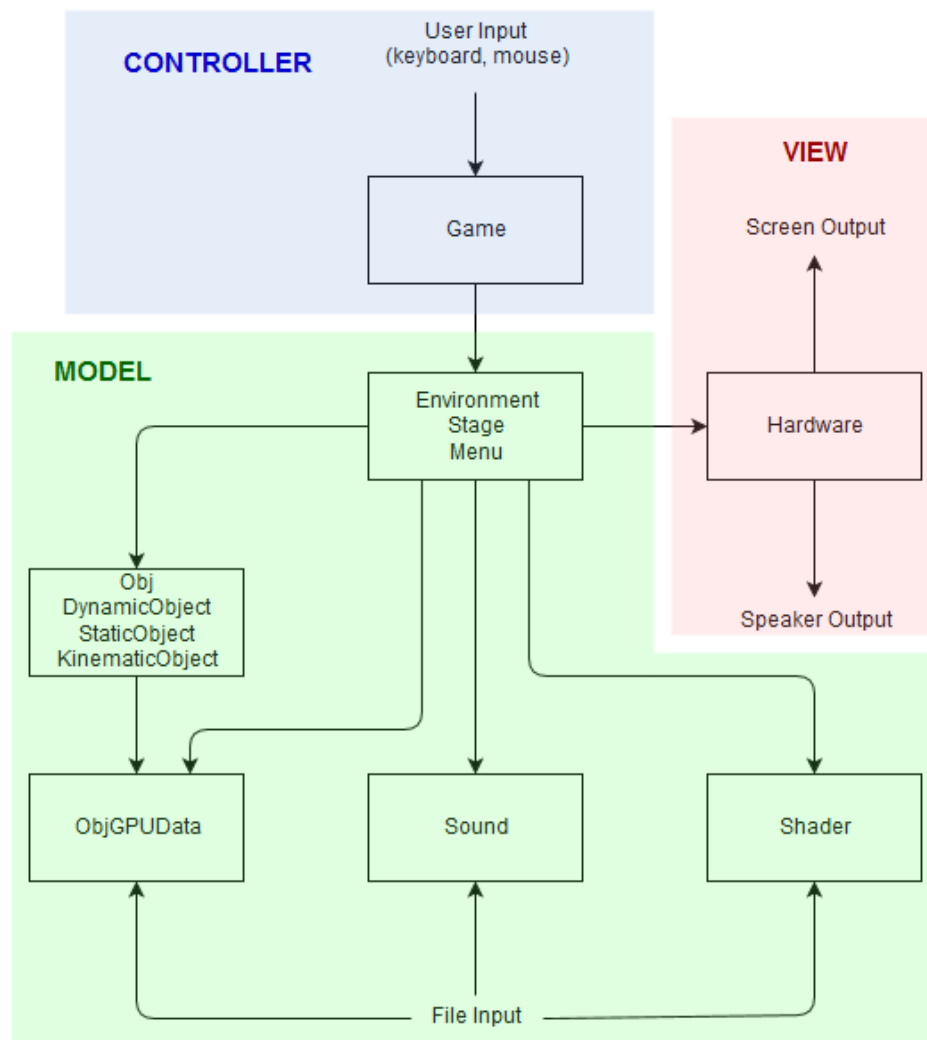 User Input
(keyboard, mouse)
CONTROLLER
VIEW
Game
Screen Output
MODEL
Environment
Stage
Menu
Hardware
Obj
DynamicObject
StaticObject
KinematicObject
Speaker Output
ObjGPUData
Sound
Shader
File Input